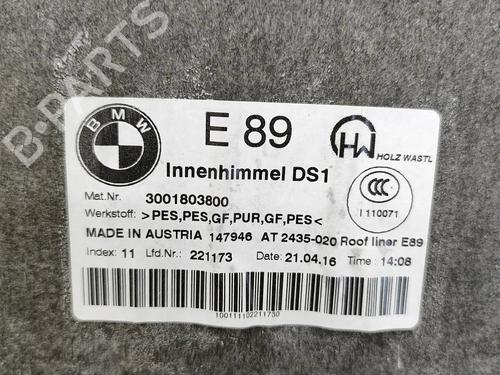 B-PARTS
BMW
E 89
HW
HOLZ WASTL
Innenhimmel DS1
Mat.Nr. 3001803800
Werkstoff: >PES,PES,GF,PUR,GF,PES<
CCC
I 110071
MADE IN AUSTRIA 147946 AT 2435-020 Roof liner E89
Index: 11 Lfd.Nr.: 221173 Date: 21.04.16 Time : 14:08
100111102211730